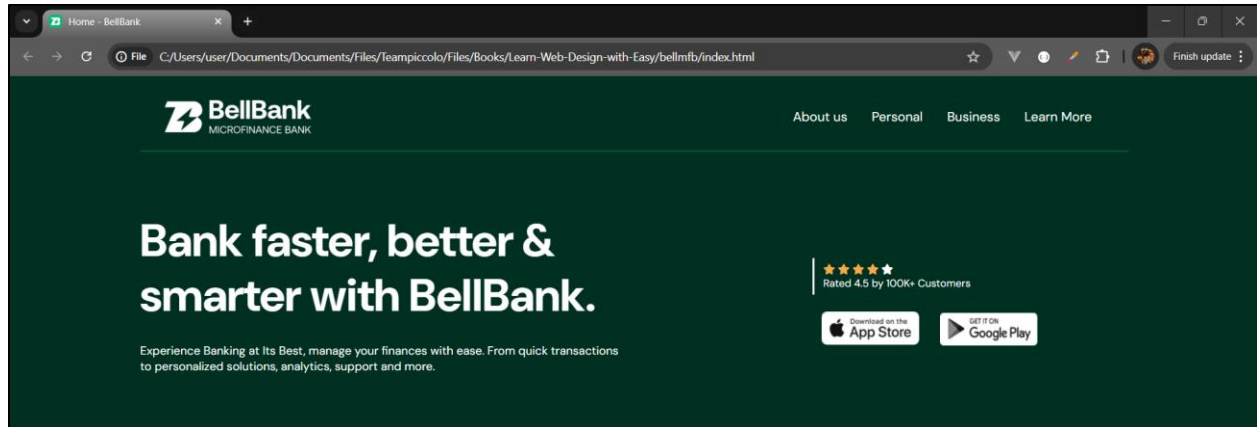 Home - BellBank
File C:/Users/user/Documents/Documents/Files/Teampiccolo/Files/Books/Learn-Web-Design-with-Easy/bellmfb/index.html
Finish update
BellBank
MICROFINANCE BANK
About us Personal Business Learn More
Bank faster, better &
smarter with BellBank.
Rated 4.5 by 100K+ Customers
Download on the
App Store
GET IT ON
Google Play
Experience Banking at Its Best, manage your finances with ease. From quick transactions
to personalized solutions, analytics, support and more.